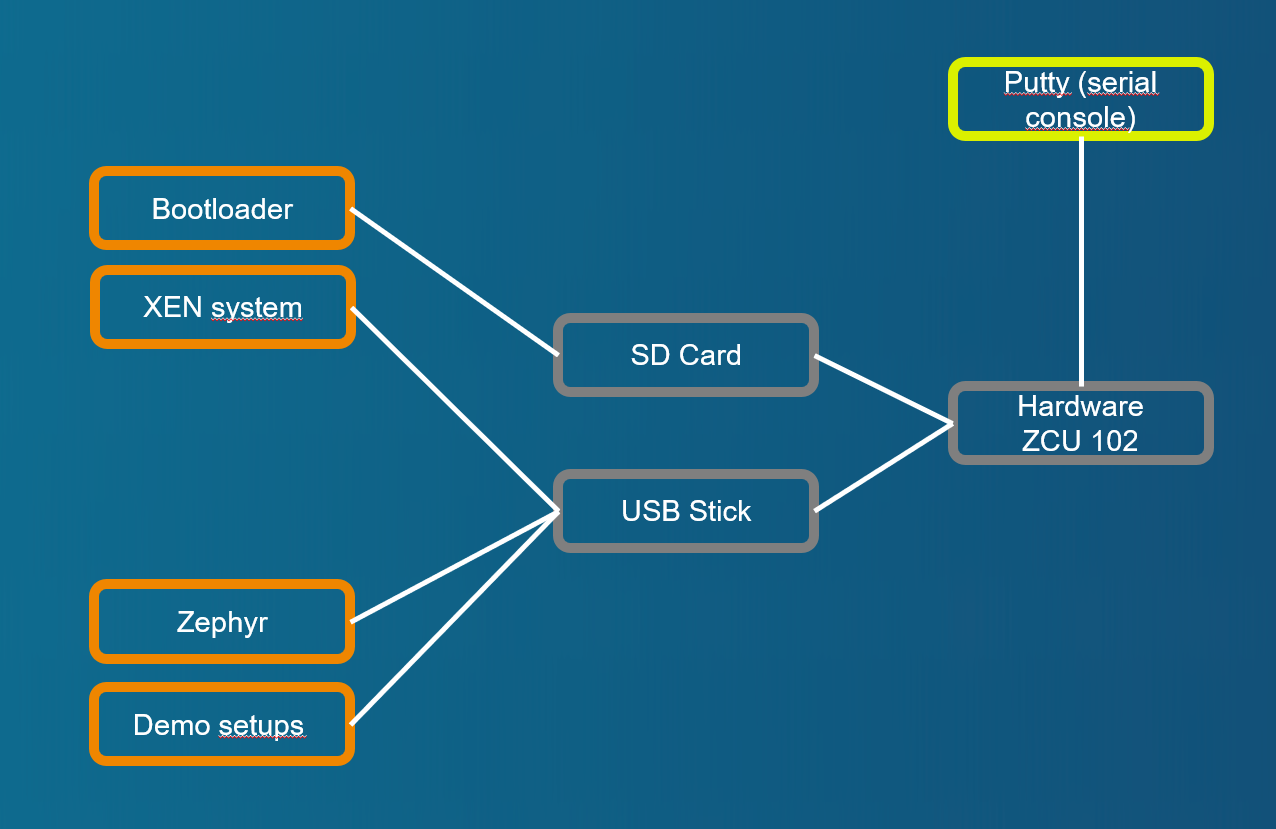 Putty (serial
console)
Bootloader
XEN system
SD Card
Hardware
ZCU 102
USB Stick
Zephyr
Demo setups